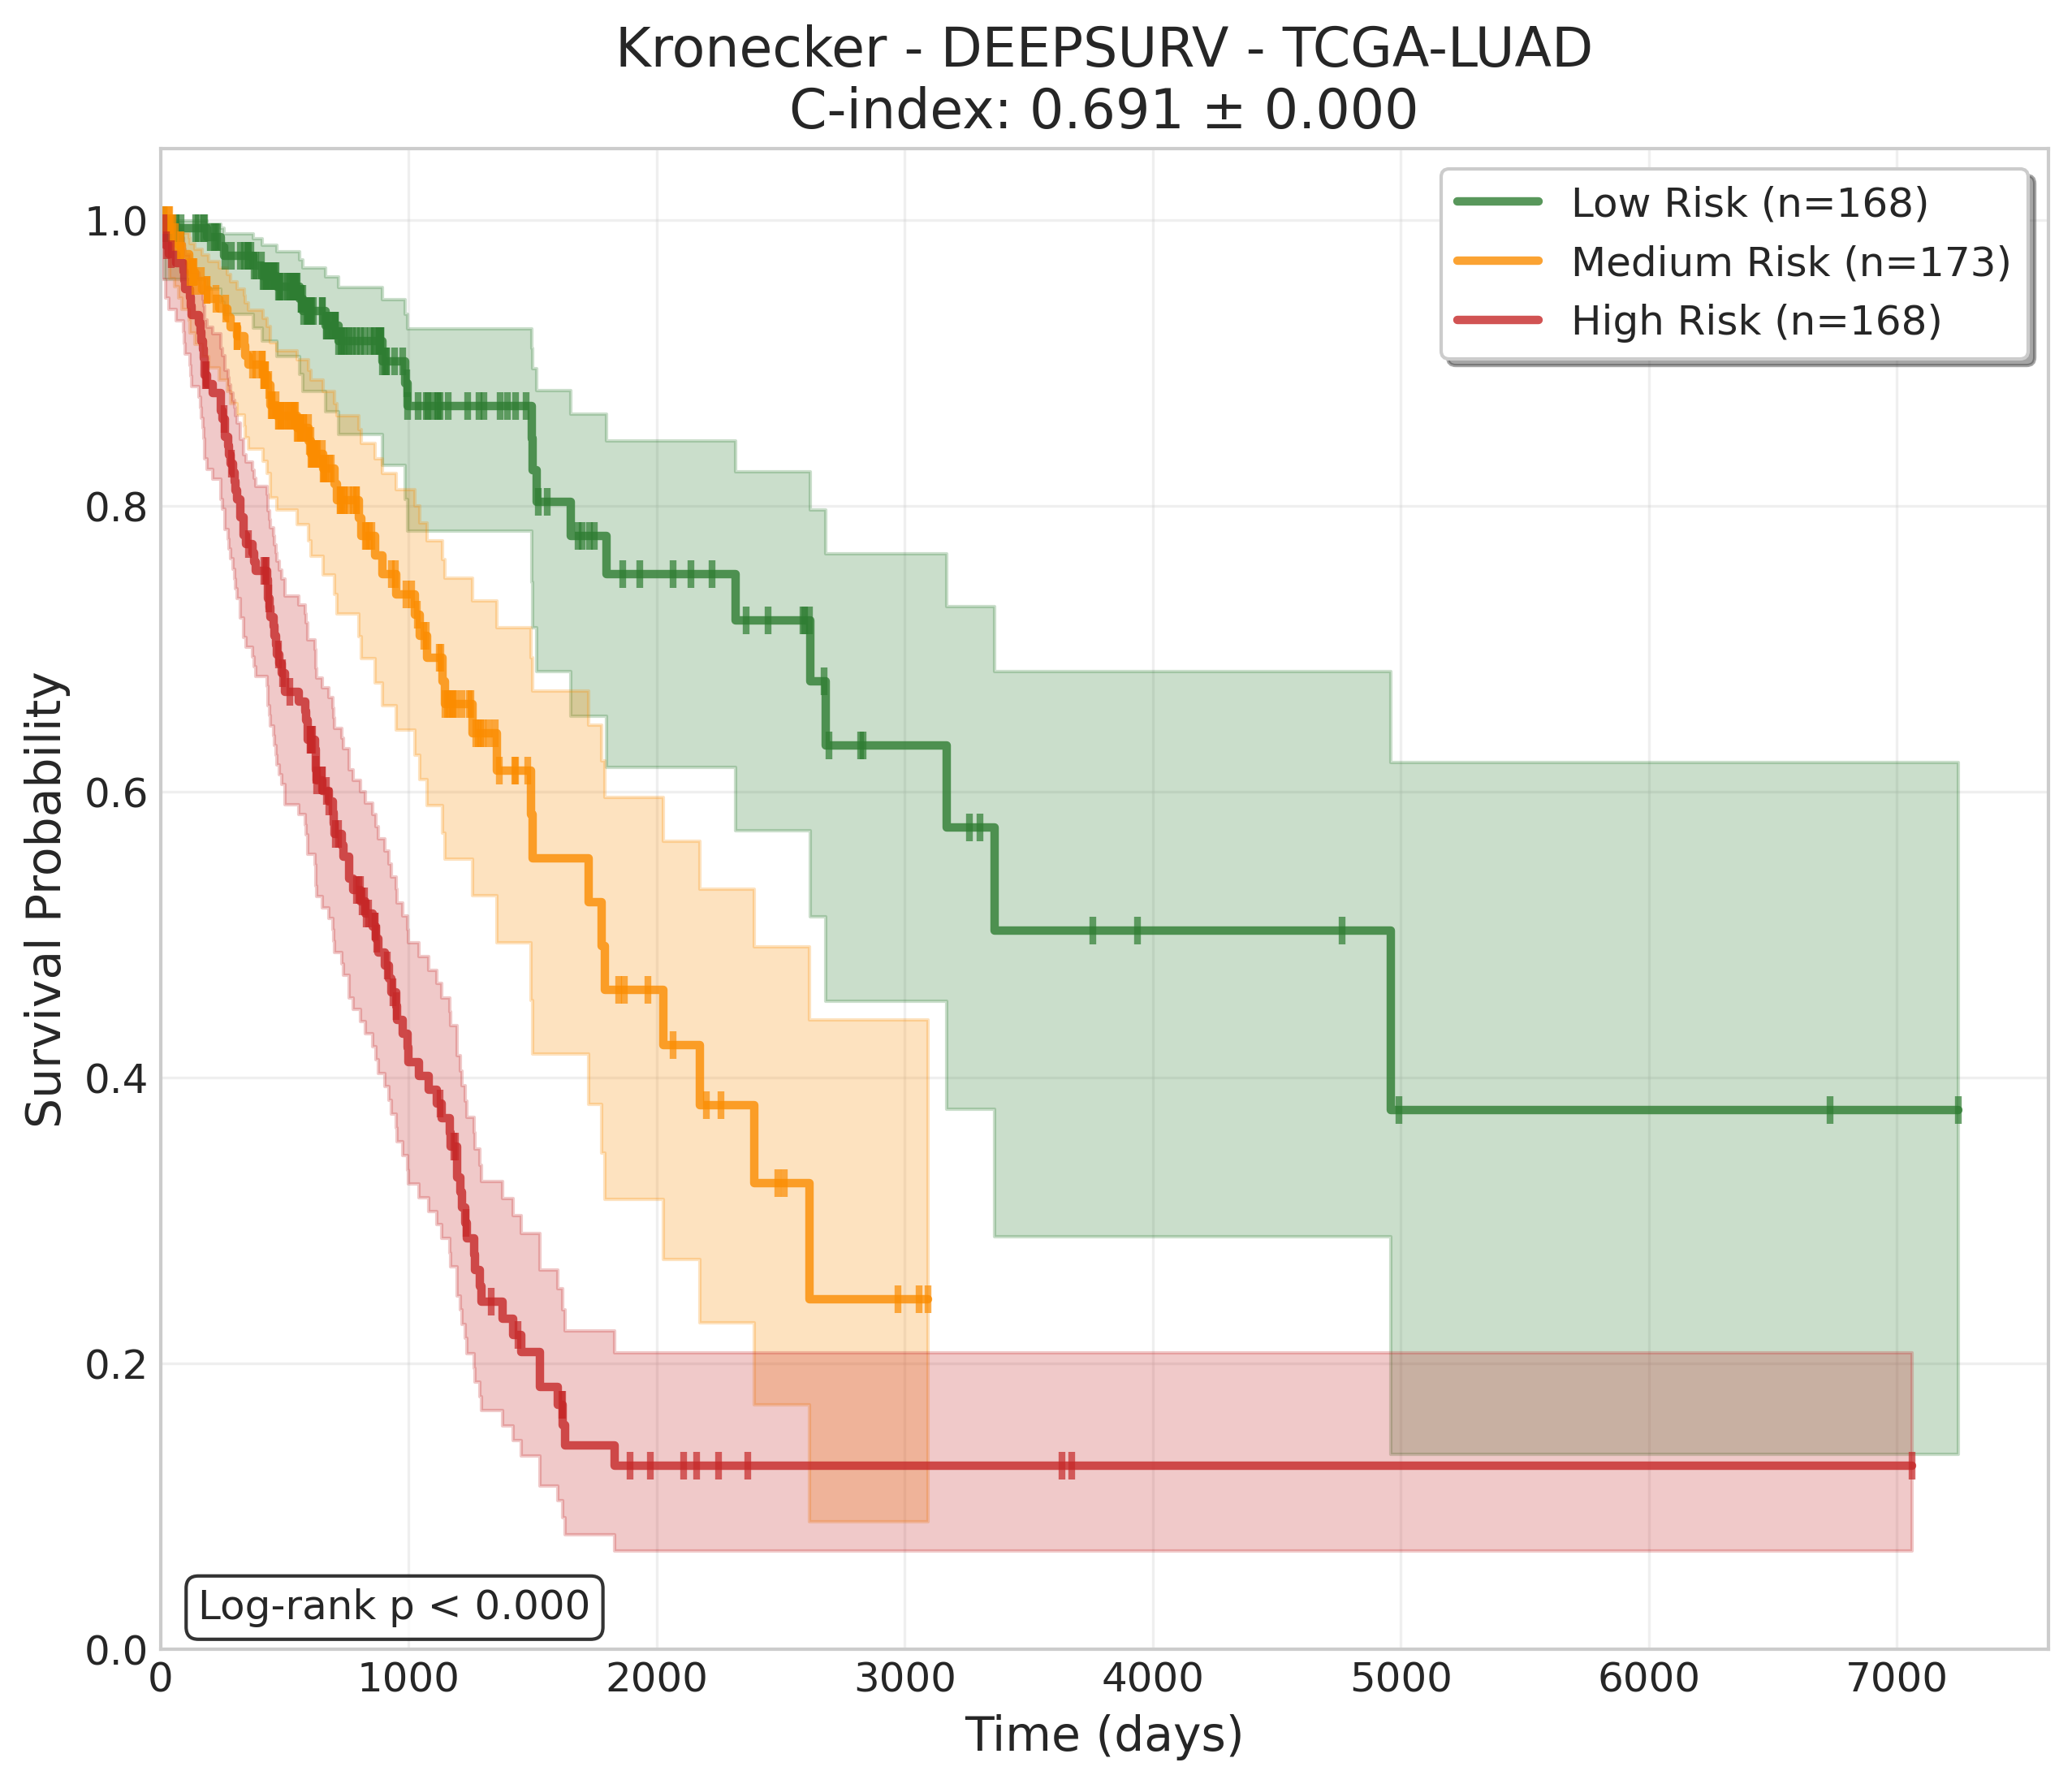 Kronecker - DEEPSURV - TCGA-LUAD
C-index: 0.691 ± 0.000
Low Risk (n=168)
Medium Risk (n=173)
High Risk (n=168)
Survival Probability
1.0
0.8
0.6
0.4
0.2
0.0
Log-rank p < 0.000
0 1000 2000 3000 4000 5000 6000 7000
Time (days)